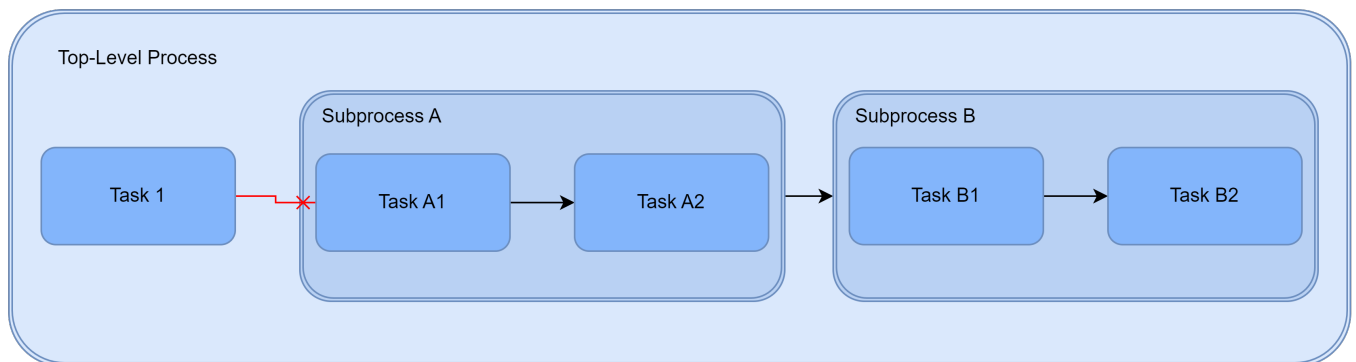 Top-Level Process
Subprocess A
Subprocess B
Task 1
Task A1
Task A2
Task B1
Task B2